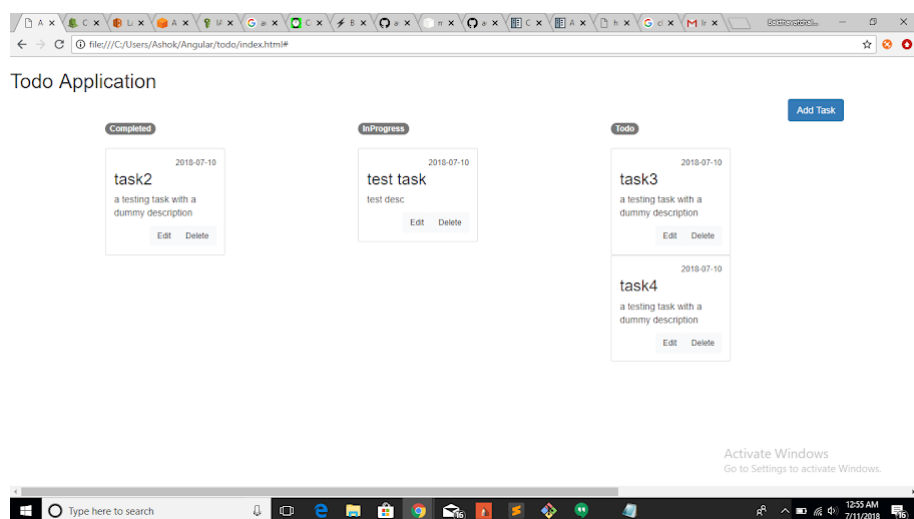 file:///C:/Users/Ashok/Angular/todo/index.html#
Todo Application
Add Task
Completed
InProgress
Todo
2018-07-10
task2
a testing task with a
dummy description
Edit Delete
2018-07-10
test task
test desc
Edit Delete
2018-07-10
task3
a testing task with a
dummy description
Edit Delete
2018-07-10
task4
a testing task with a
dummy description
Edit Delete
Activate Windows
Go to Settings to activate Windows.
Type here to search
12:55 AM
7/11/2018